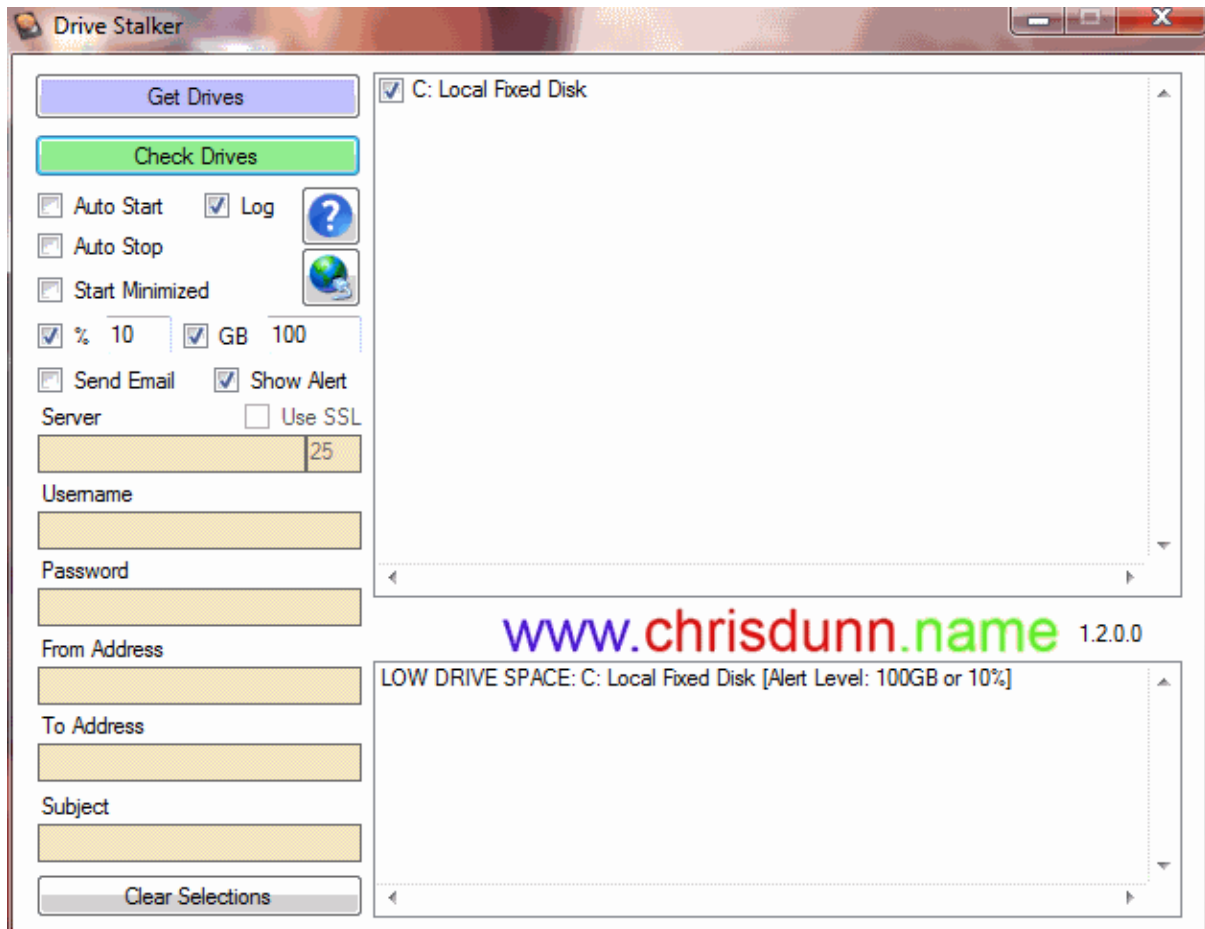 Drive Stalker
Get Drives
Check Drives
Auto Start Log
Auto Stop
Start Minimized
% 10 GB 100
Send Email Show Alert
Server Use SSL
25
Username
Password
From Address
To Address
Subject
Clear Selections
C: Local Fixed Disk
www.chrisdunn.name 1.2.0.0
LOW DRIVE SPACE: C: Local Fixed Disk [Alert Level: 100GB or 10%]